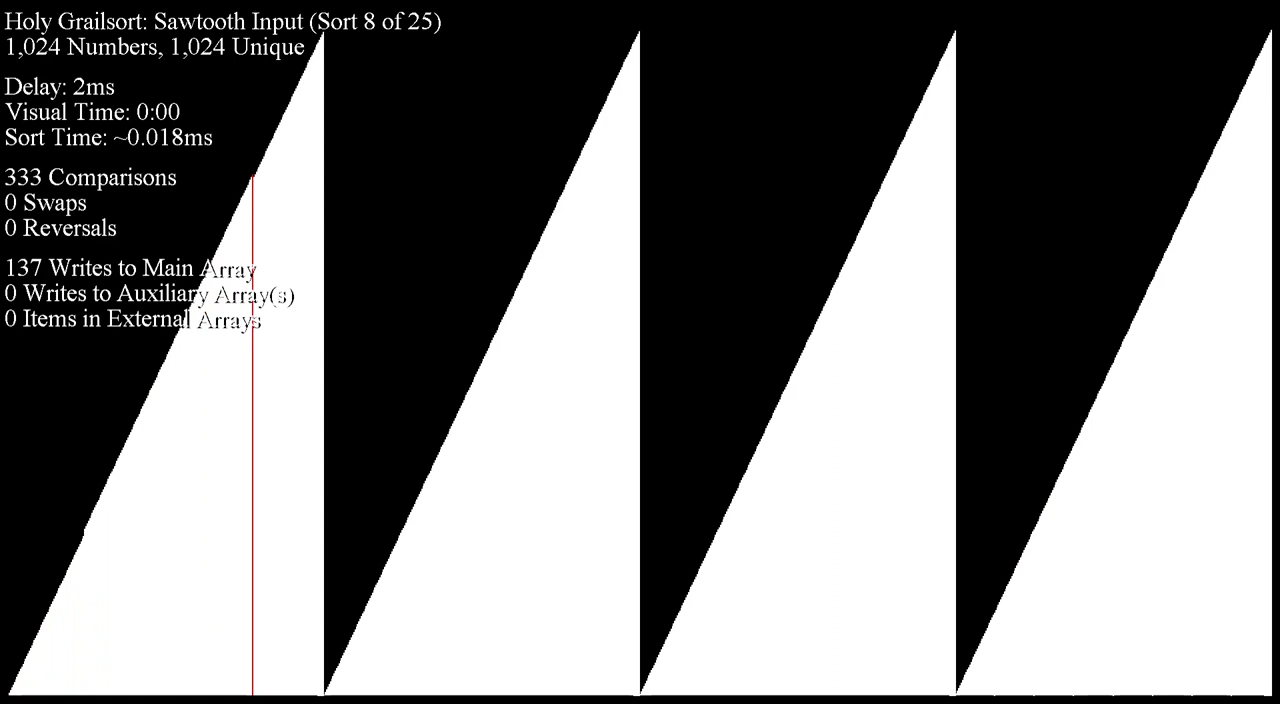 Holy Grailsort: Sawtooth Input (Sort 8 of 25)
1,024 Numbers, 1,024 Unique
Delay: 2ms
Visual Time: 0:00
Sort Time: ~0.018ms
333 Comparisons
0 Swaps
0 Reversals
137 Writes to Main Array
0 Writes to Auxiliary Array(s)
0 Items in External Arrays